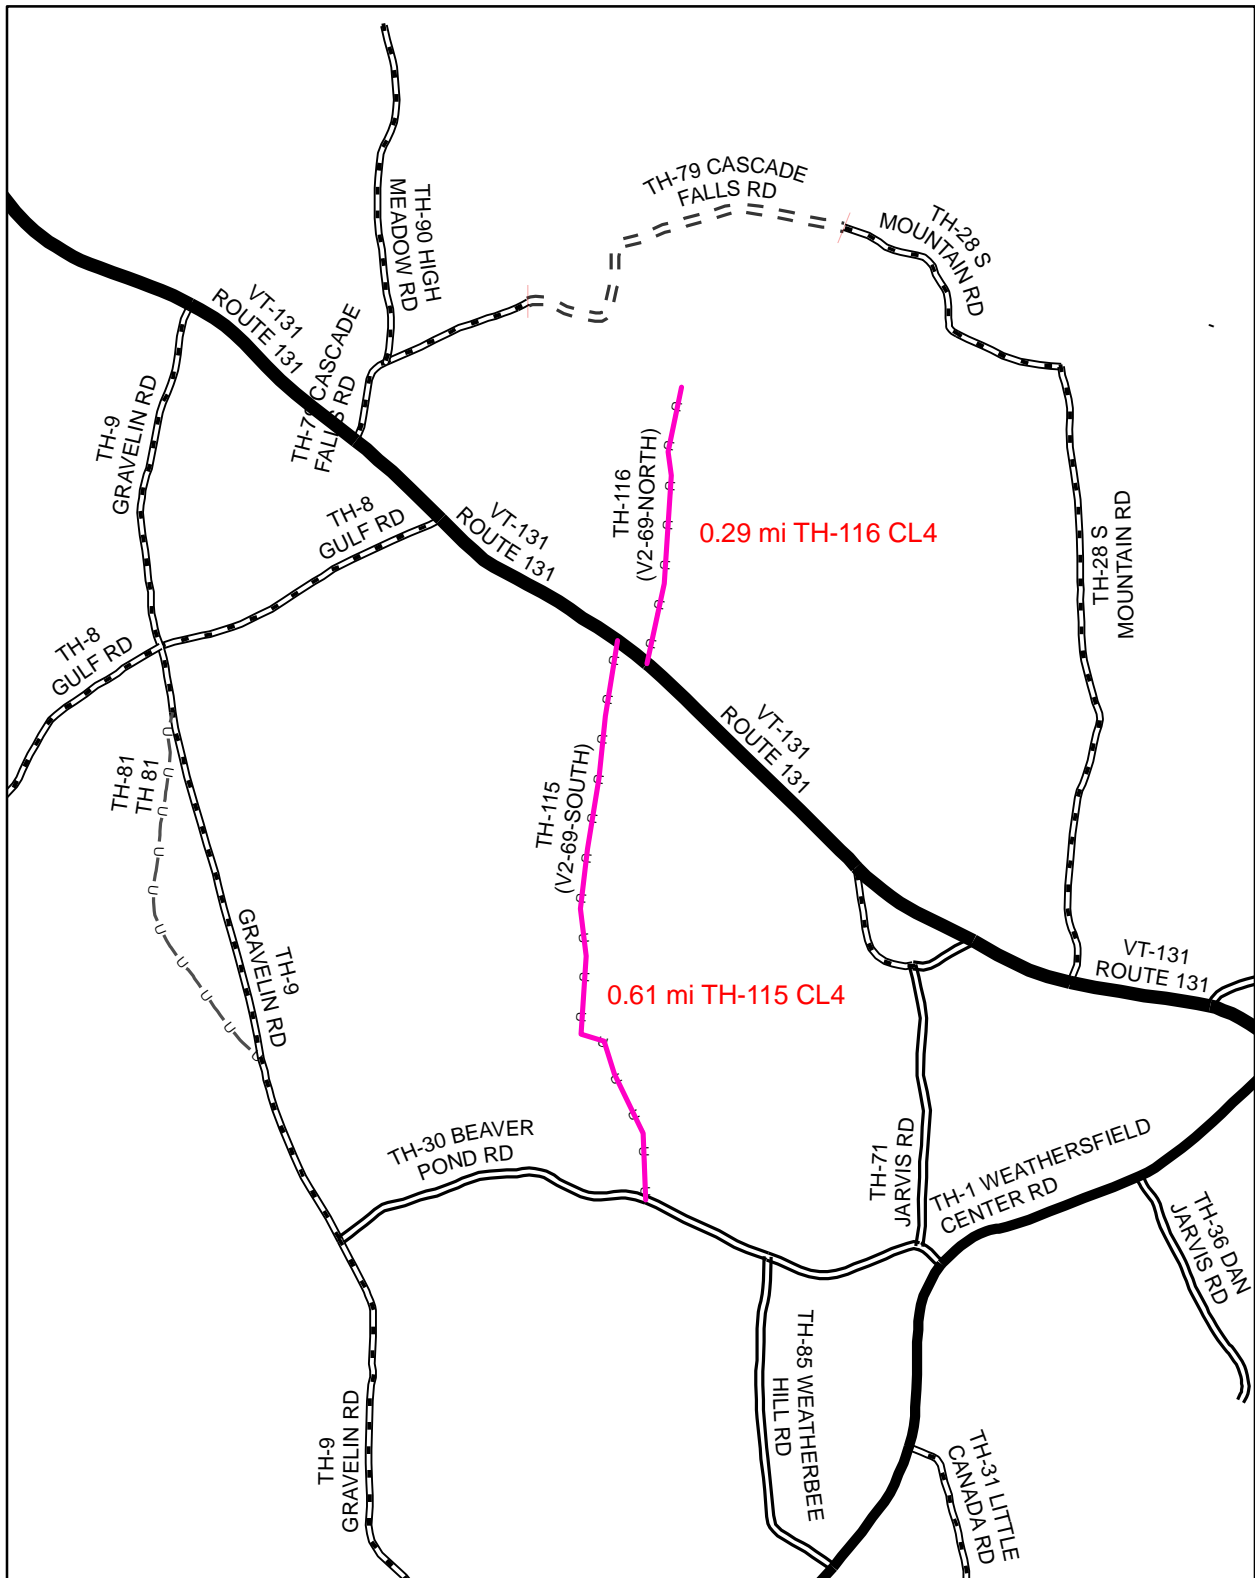 TH-79 CASCADE
FALLS RD
TH-90 HIGH
MEADOW RD
TH-28 S
MOUNTAIN RD
VT-131
ROUTE 131
TH-79 CASCADE
FALLS RD
TH-9
GRAVELIN RD
TH-8
GULF RD
VT-131
ROUTE 131
TH-116
(V2-69-NORTH)
0.29 mi TH-116 CL4
TH-28 S
MOUNTAIN RD
TH-8
GULF RD
TH-81
TH 81
VT-131
ROUTE 131
TH-115
(V2-69-SOUTH)
TH-9
GRAVELIN RD
VT-131
ROUTE 131
0.61 mi TH-115 CL4
TH-30 BEAVER
POND RD
TH-71
JARVIS RD
TH-1 WEATHERSFIELD
CENTER RD
TH-36 DAN
JARVIS RD
TH-85 WEATHERBEE
HILL RD
TH-9
GRAVELIN RD
TH-31 LITTLE
CANADA RD